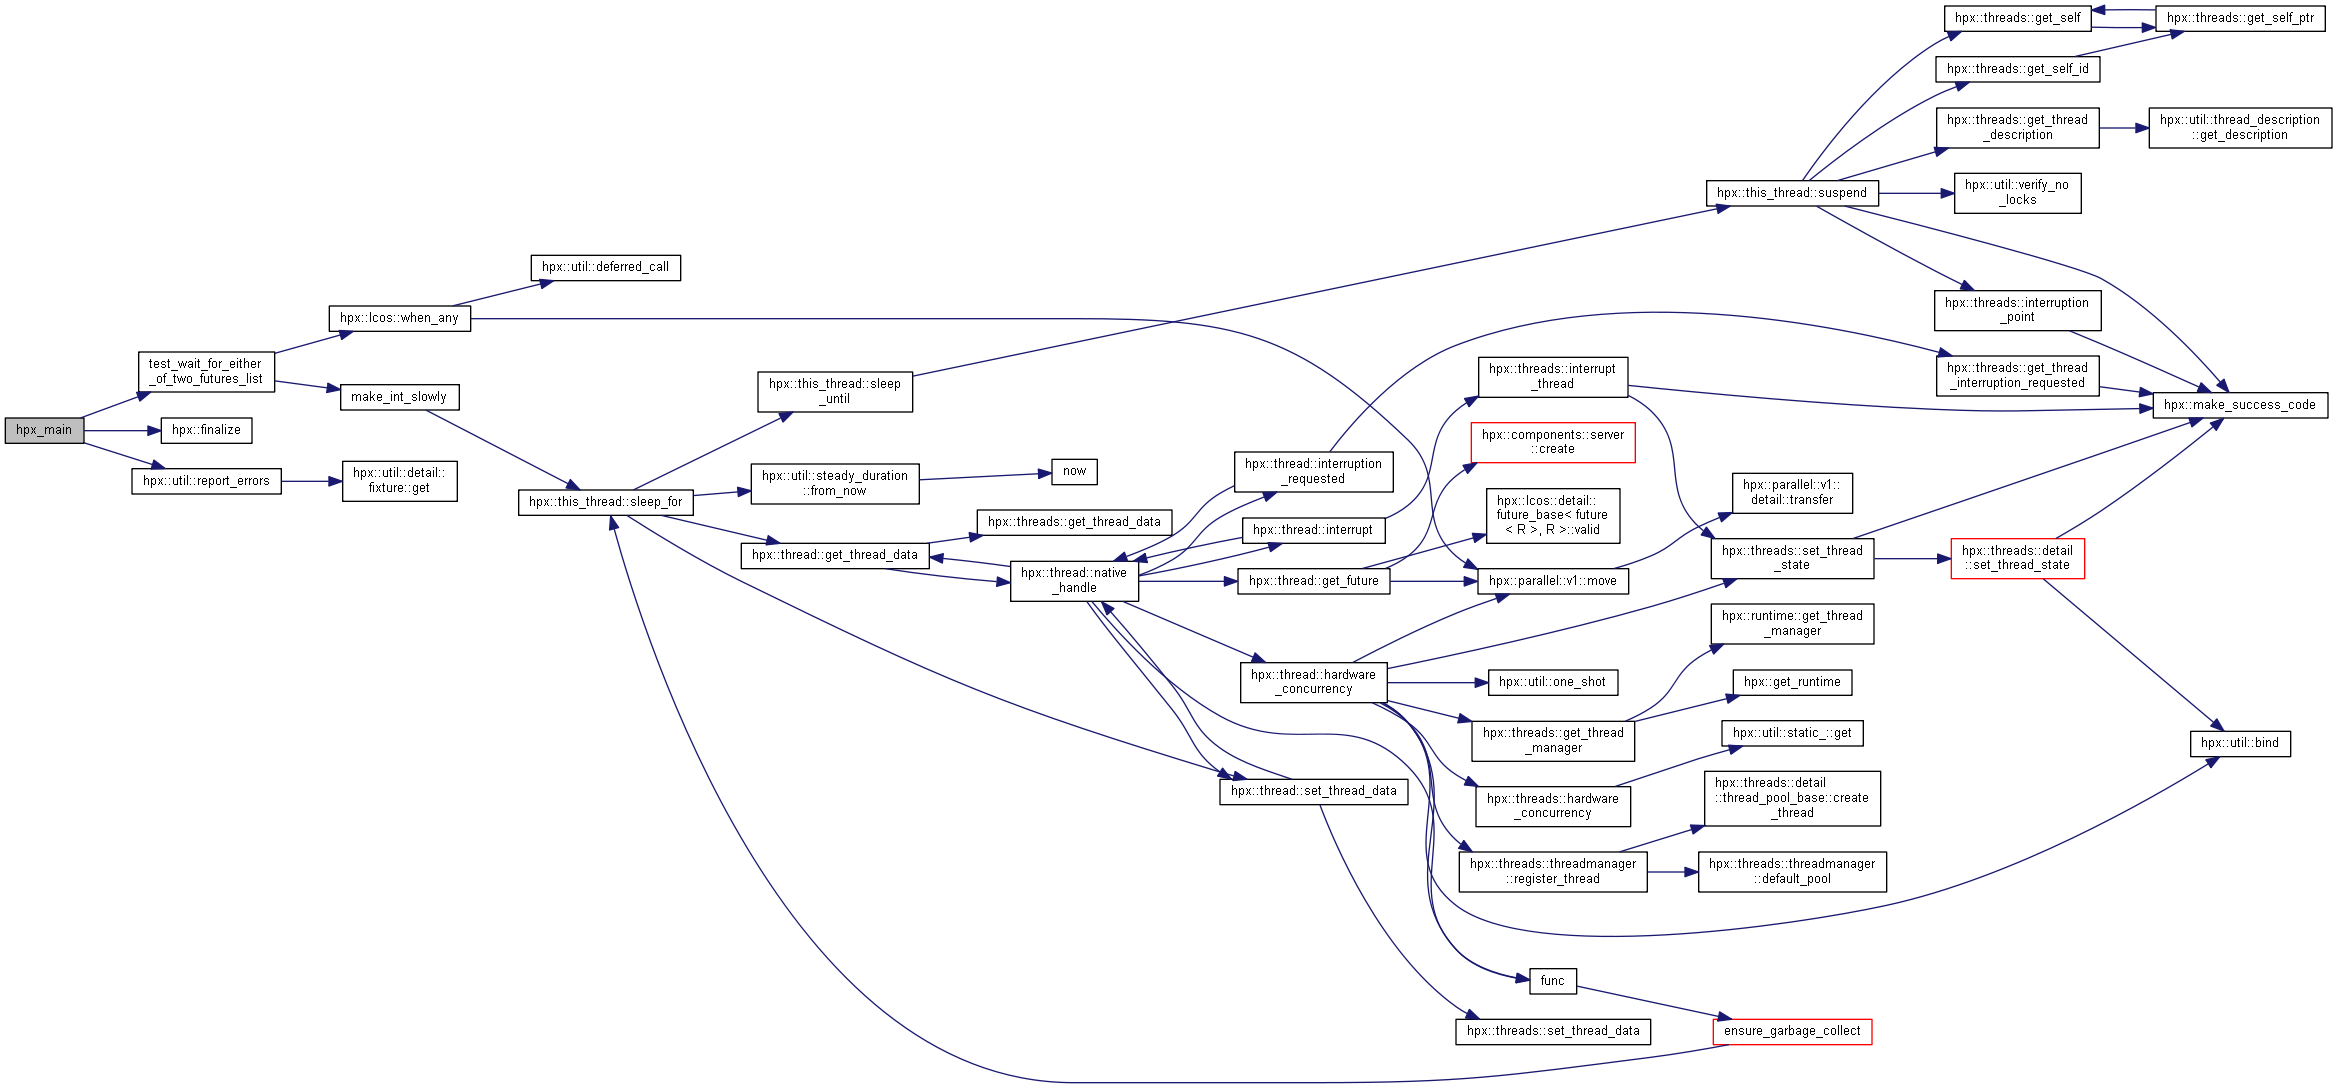 hpx_main
test_wait_for_either
_of_two_futures_list
hpx::finalize
hpx::util::report_errors
hpx::lcos::when_any
make_int_slowly
hpx::util::detail::
fixture::get
hpx::util::deferred_call
hpx::this_thread::sleep_for
hpx::this_thread::sleep
_until
hpx::util::steady_duration
::from_now
hpx::thread::get_thread_data
now
hpx::threads::get_thread_data
hpx::thread::native
_handle
hpx::thread::interruption
_requested
hpx::thread::interrupt
hpx::thread::get_future
hpx::thread::hardware
_concurrency
hpx::thread::set_thread_data
hpx::threads::interrupt
_thread
hpx::components::server
::create
hpx::lcos::detail::
future_base< future
< R >, R >::valid
hpx::parallel::v1::move
hpx::util::one_shot
hpx::threads::get_thread
_manager
hpx::threads::hardware
_concurrency
hpx::threads::threadmanager
::register_thread
func
hpx::threads::set_thread_data
hpx::this_thread::suspend
hpx::parallel::v1::
detail::transfer
hpx::threads::set_thread
_state
hpx::runtime::get_thread
_manager
hpx::get_runtime
hpx::util::static_::get
hpx::threads::detail
::thread_pool_base::create
_thread
hpx::threads::threadmanager
::default_pool
ensure_garbage_collect
hpx::threads::get_self
hpx::threads::get_self_id
hpx::threads::get_thread
_description
hpx::util::verify_no
_locks
hpx::threads::interruption
_point
hpx::threads::get_thread
_interruption_requested
hpx::threads::detail
::set_thread_state
hpx::threads::get_self_ptr
hpx::util::thread_description
::get_description
hpx::make_success_code
hpx::util::bind